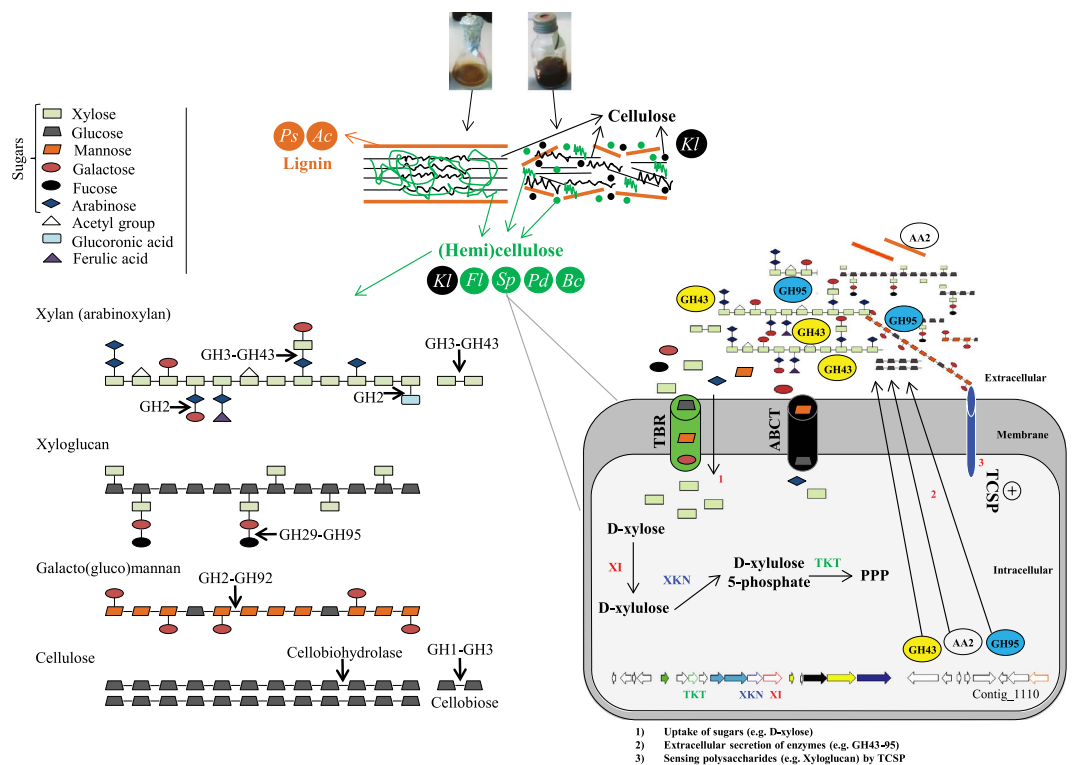 Sugars
Xylose
Glucose
Mannose
Galactose
Fucose
Arabinose
Acetyl group
Glucoronic acid
Ferulic acid
Ps Ac
Lignin
Cellulose
Kl
(Hemi)cellulose
Kl Fl Sp Pd Bc
Xylan (arabinoxylan)
GH3-GH43
GH3-GH43
GH2
GH2
Xyloglucan
GH29-GH95
Galacto(gluco)mannan
GH2-GH92
Cellulose
Cellobiohydrolase
GH1-GH3
Cellobiose
AA2
GH95
GH43
GH95
GH43
GH43
Extracellular
Membrane
Intracellular
TBR
ABCT
TCSP
+
1
2
3
D-xylose
XI
D-xylulose
XKN
D-xylulose
5-phosphate
TKT
PPP
GH43
AA2
GH95
TKT
XKN
XI
Contig_1110
1) Uptake of sugars (e.g. D-xylose)
2) Extracellular secretion of enzymes (e.g. GH43-95)
3) Sensing polysaccharides (e.g. Xyloglucan) by TCSP